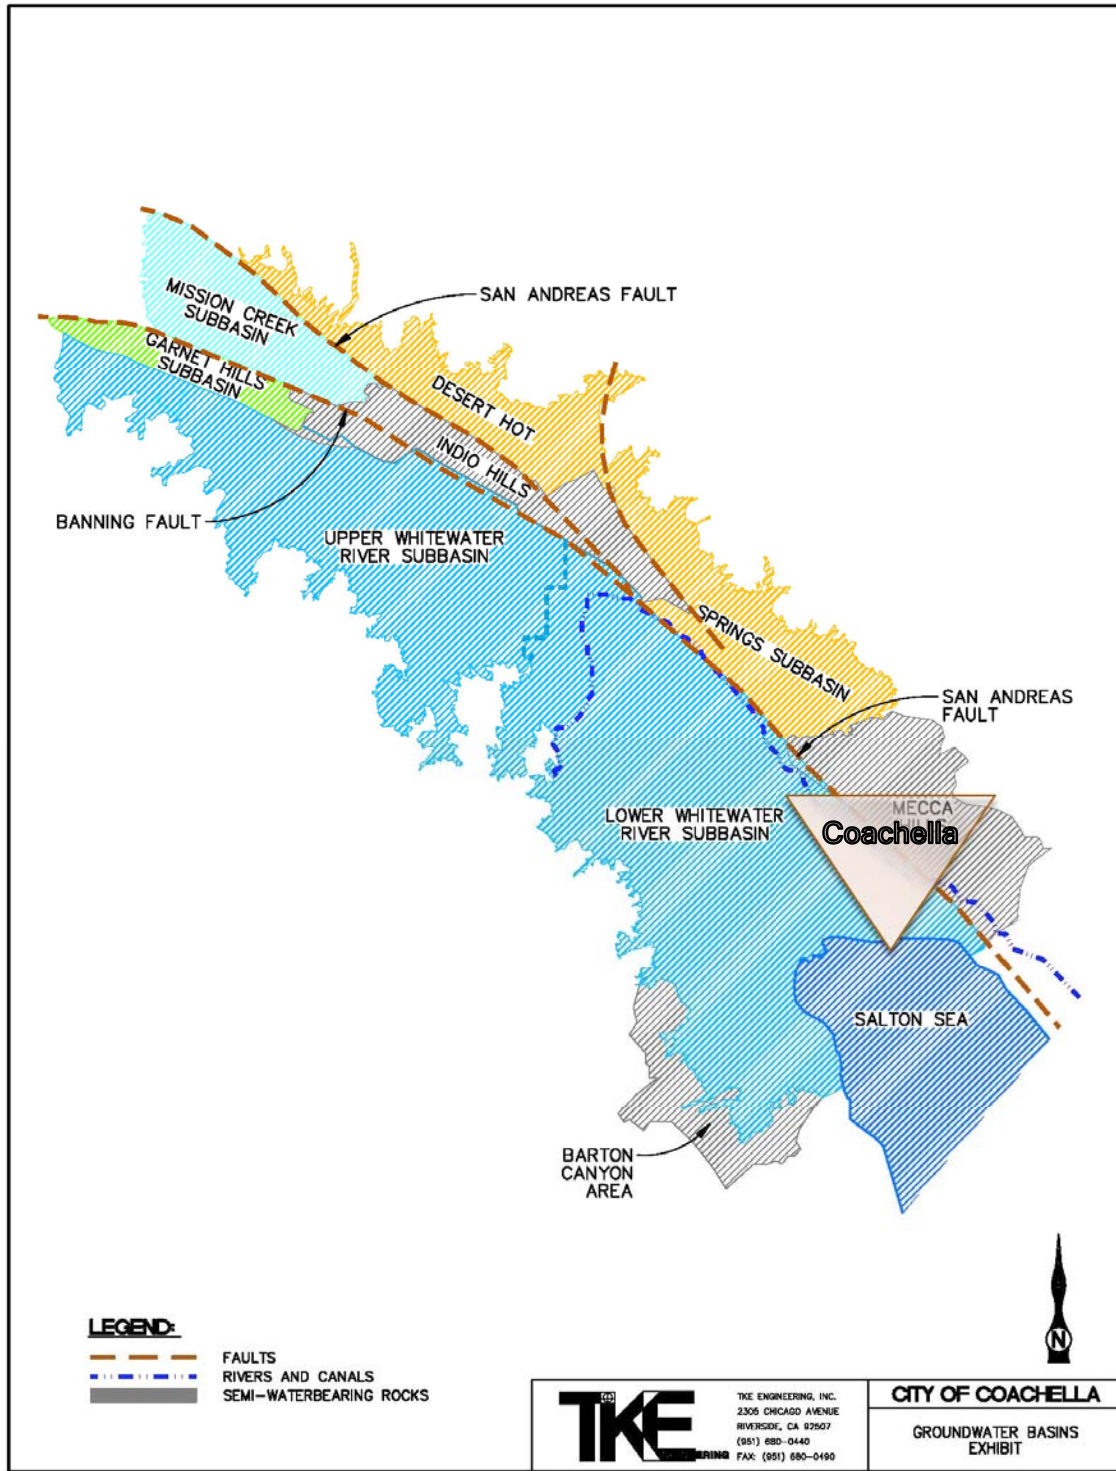 SAN ANDREAS FAULT
MISSION CREEK
SUBBASIN
GARNET HILLS
SUBBASIN
DESERT HOT
INDIO HILLS
BANNING FAULT
UPPER WHITEWATER
RIVER SUBBASIN
SPRINGS SUBBASIN
SAN ANDREAS
FAULT
LOWER WHITEWATER
RIVER SUBBASIN
MECCA
HILLS
Coachella
SALTON SEA
BARTON
CANYON
AREA
N
LEGEND:
FAULTS
RIVERS AND CANALS
SEMI-WATERBEARING ROCKS
TKE
TKE ENGINEERING, INC.
2305 CHICAGO AVENUE
RIVERSIDE, CA 92507
(951) 680-0440
FAX: (951) 680-0490
CITY OF COACHELLA
GROUNDWATER BASINS
EXHIBIT